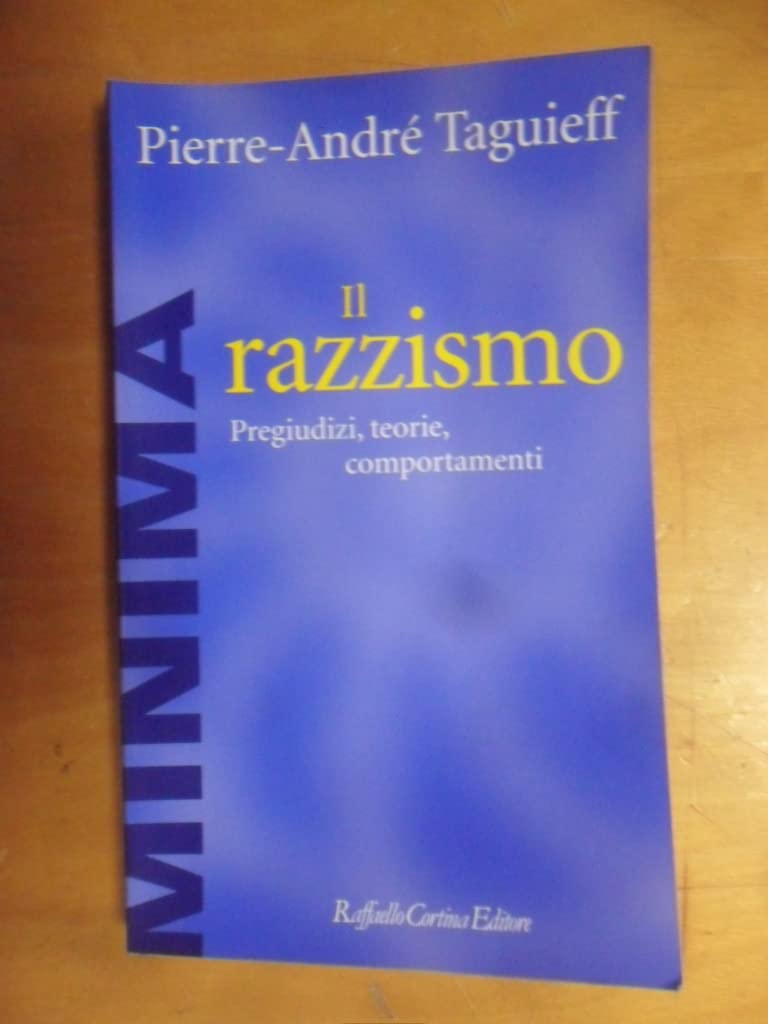 Pierre-André Taguieff
Il
razzismo
Pregiudizi, teorie,
comportamenti
MINIMA
Raffaello Cortina Editore